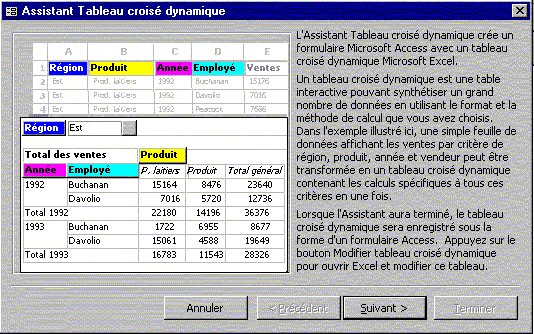 Assistant Tableau croisé dynamique
A B C D E
1 Région Produit Année Employé Ventes
2 Est Prod. laitiers 1992 Buchanan 15176
3 Est Prod. laitiers 1992 Davolio 7016
4 Est Prod. laitiers 1992 Peacock
Région Est
Total des ventes Produit
Année Employé P. laitiers Produit Total général
1992 Buchanan 15164 8476 23640
Davolio 7016 5720 12736
Total 1992 22180 14196 36376
1993 Buchanan 1722 6955 8677
Davolio 15061 4588 19649
Total 1993 16783 11543 28326
L'Assistant Tableau croisé dynamique crée un
formulaire Microsoft Access avec un tableau
croisé dynamique Microsoft Excel.
Un tableau croisé dynamique est une table
interactive pouvant synthétiser un grand
nombre de données en utilisant le format et la
méthode de calcul que vous avez choisis.
Dans l'exemple illustré ici, une simple feuille de
données affichant les ventes par critère de
région, produit, année et vendeur peut être
transformée en un tableau croisé dynamique
contenant les calculs spécifiques à tous ces
critères en une fois.
Lorsque l'Assistant aura terminé, le tableau
croisé dynamique sera enregistré sous la
forme d'un formulaire Access. Appuyez sur le
bouton Modifier tableau croisé dynamique
pour ouvrir Excel et modifier ce tableau.
Annuler < Précédent Suivant > Terminer